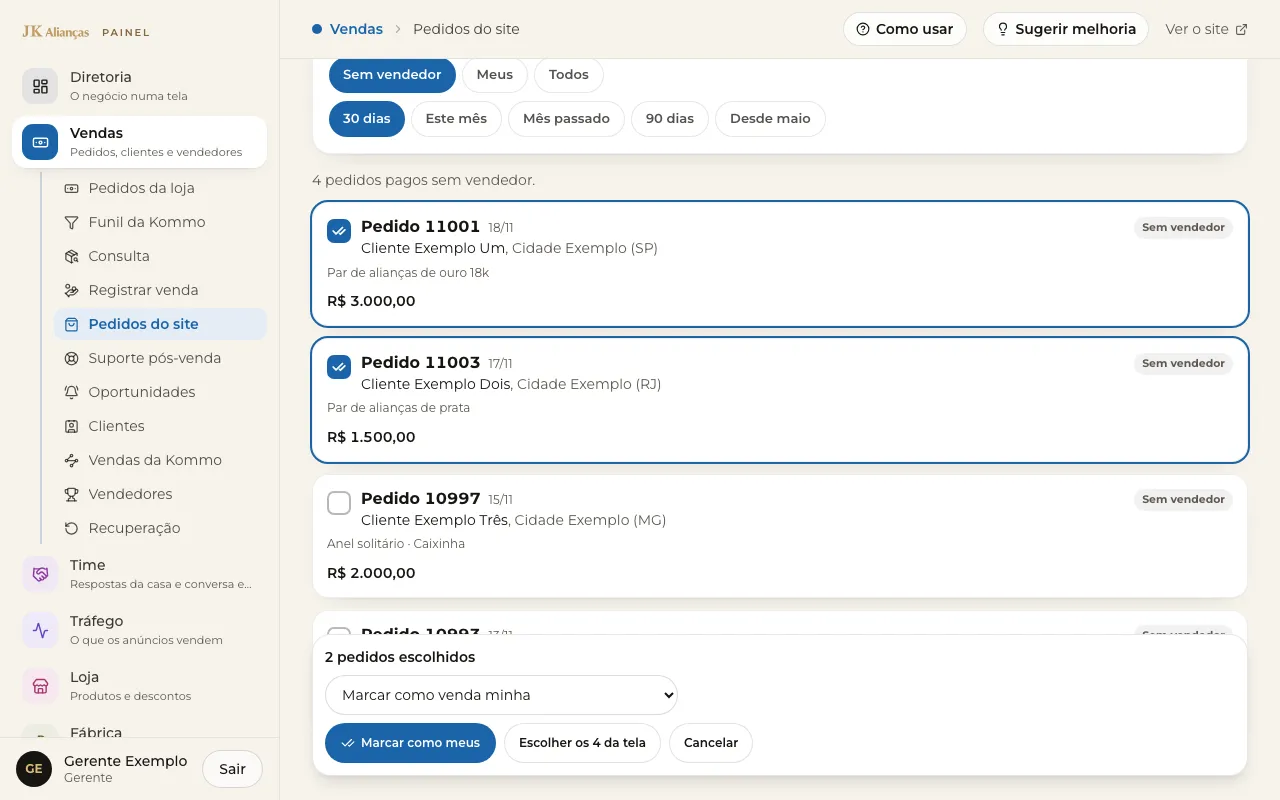 JK Alianças PAINEL
Diretoria
O negócio numa tela
Vendas
Pedidos, clientes e vendedores
Pedidos da loja
Funil da Kommo
Consulta
Registrar venda
Pedidos do site
Suporte pós-venda
Oportunidades
Clientes
Vendas da Kommo
Vendedores
Recuperação
Time
Respostas da casa e conversa e...
Tráfego
O que os anúncios vendem
Loja
Produtos e descontos
Fábrica
GE
Gerente Exemplo
Gerente
Sair
Vendas › Pedidos do site
Como usar
Sugerir melhoria
Ver o site
Sem vendedor Meus Todos
30 dias Este mês Mês passado 90 dias Desde maio
4 pedidos pagos sem vendedor.
Pedido 11001 18/11 Sem vendedor
Cliente Exemplo Um, Cidade Exemplo (SP)
Par de alianças de ouro 18k
R$ 3.000,00
Pedido 11003 17/11 Sem vendedor
Cliente Exemplo Dois, Cidade Exemplo (RJ)
Par de alianças de prata
R$ 1.500,00
Pedido 10997 15/11 Sem vendedor
Cliente Exemplo Três, Cidade Exemplo (MG)
Anel solitário · Caixinha
R$ 2.000,00
Pedido 10993 13/11 Sem vendedor
2 pedidos escolhidos
Marcar como venda minha
Marcar como meus Escolher os 4 da tela Cancelar